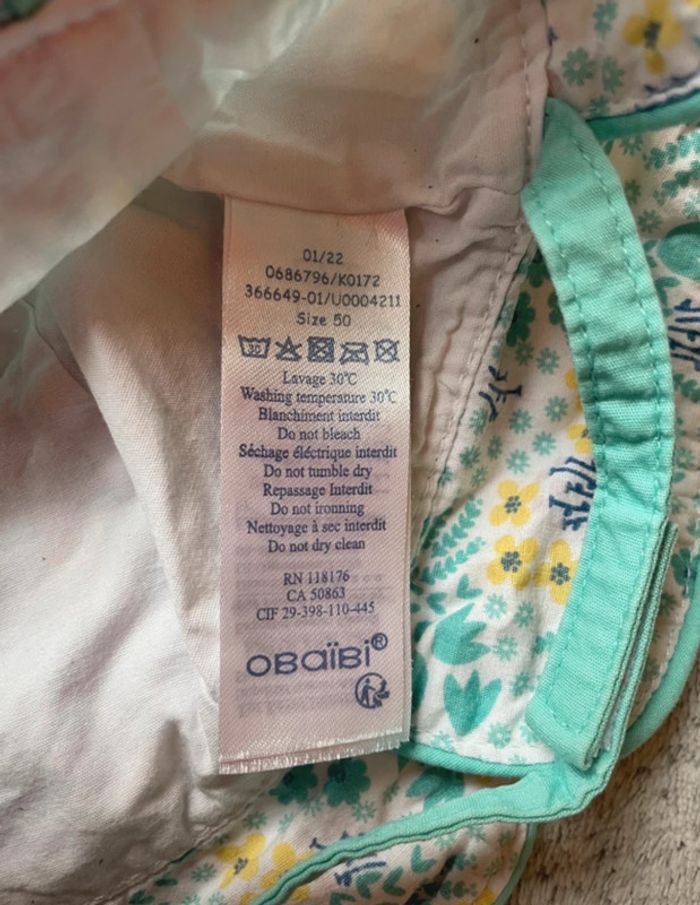 01/22
0686796/K0172
366649-01/U0004211
Size 50
30
Lavage 30°C
Washing temperature 30°C
Blanchiment interdit
Do not bleach
Séchage éléctrique interdit
Do not tumble dry
Repassage Interdit
Do not ironning
Nettoyage à sec interdit
Do not dry clean
RN 118176
CA 50863
CIF 29-398-110-445
OBaïBi®